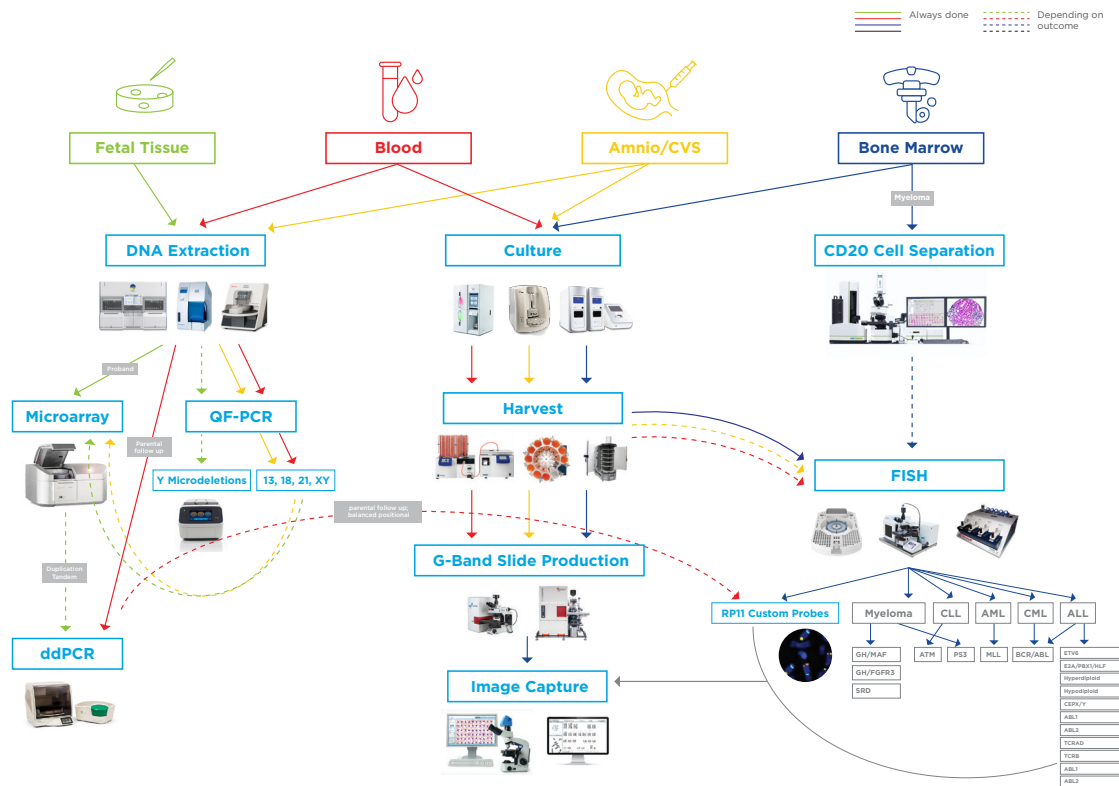 Always done
Depending on
outcome
Fetal Tissue
Blood
Amnio/CVS
Bone Marrow
Myeloma
DNA Extraction
Culture
CD20 Cell Separation
Proband
Microarray
QF-PCR
Harvest
Parental
follow up
Y Microdeletions
13, 18, 21, XY
FISH
parental follow up;
balanced positional
G-Band Slide Production
Duplication
Tandem
RP11 Custom Probes
Myeloma
CLL
AML
CML
ALL
ddPCR
GH/MAF
GH/FGFR3
SRD
ATM
PS3
MLL
BCR/ABL
ETV6
E2A/PBX1/HLF
Hyperdiploid
Hypodiploid
CEPX/Y
ABL1
ABL2
TCRAD
TCRB
ABL1
ABL2
Image Capture